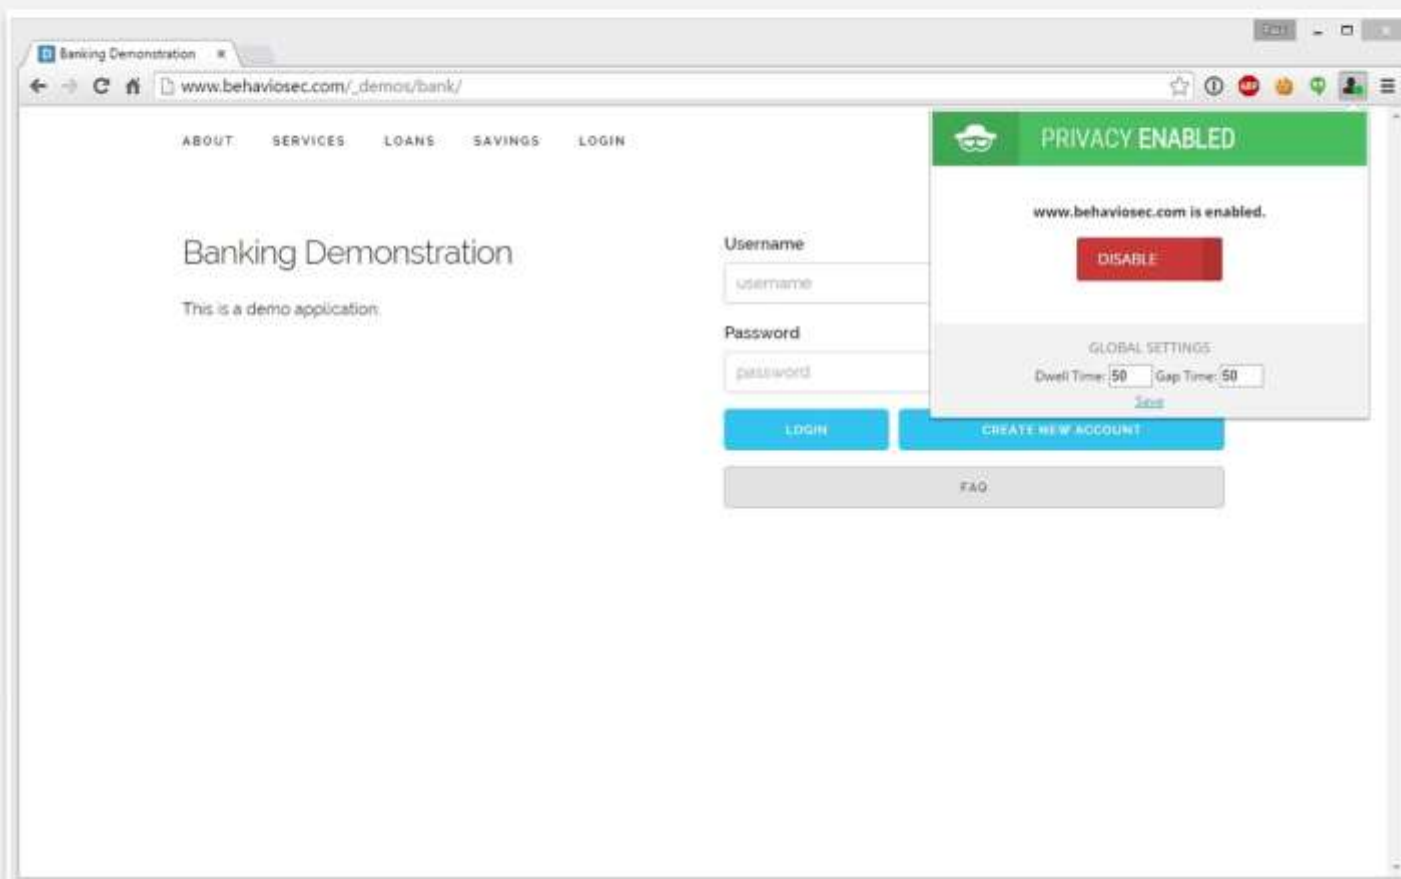 Banking Demonstration
www.behaviosec.com/_demos/bank/
ABOUT SERVICES LOANS SAVINGS LOGIN
PRIVACY ENABLED
www.behaviosec.com is enabled.
DISABLE
GLOBAL SETTINGS
Dwell Time: 50 Gap Time: 50
Save
Banking Demonstration
This is a demo application.
Username
username
Password
password
LOGIN CREATE NEW ACCOUNT
FAQ